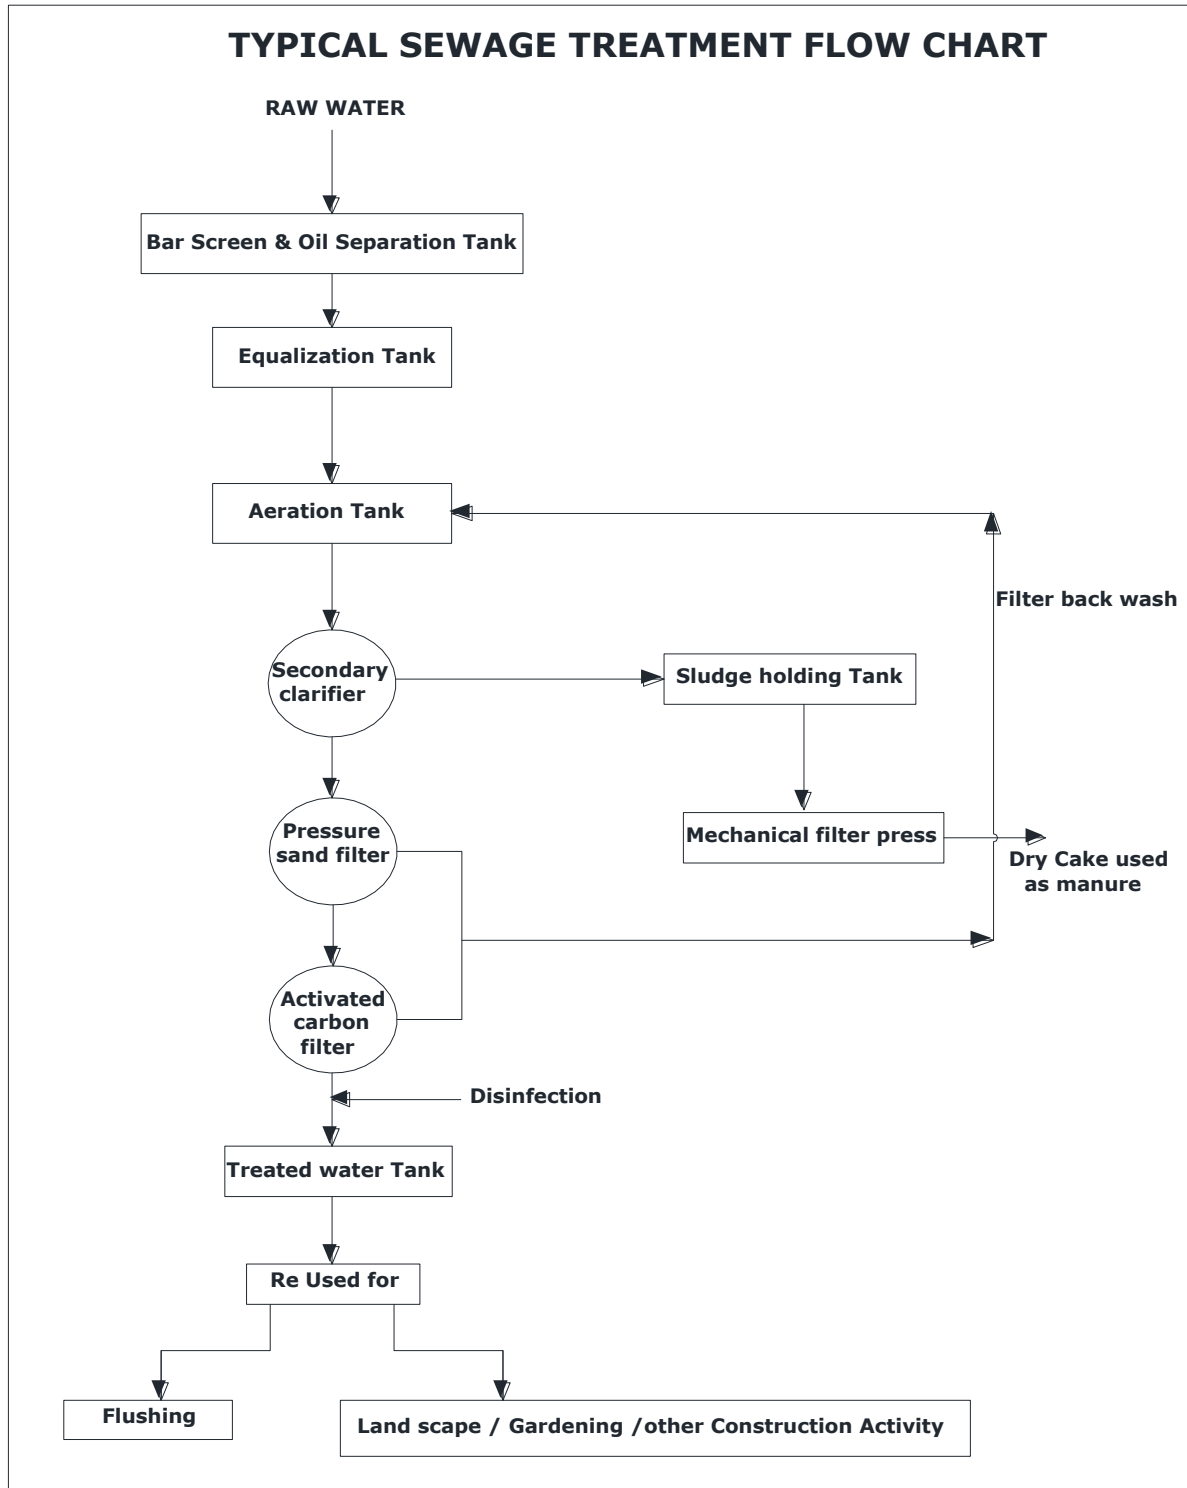 TYPICAL SEWAGE TREATMENT FLOW CHART
RAW WATER
Bar Screen & Oil Separation Tank
Equalization Tank
Aeration Tank
Filter back wash
Secondary
clarifier
Sludge holding Tank
Pressure
sand filter
Mechanical filter press
Dry Cake used
as manure
Activated
carbon
filter
Disinfection
Treated water Tank
Re Used for
Flushing
Land scape / Gardening /other Construction Activity